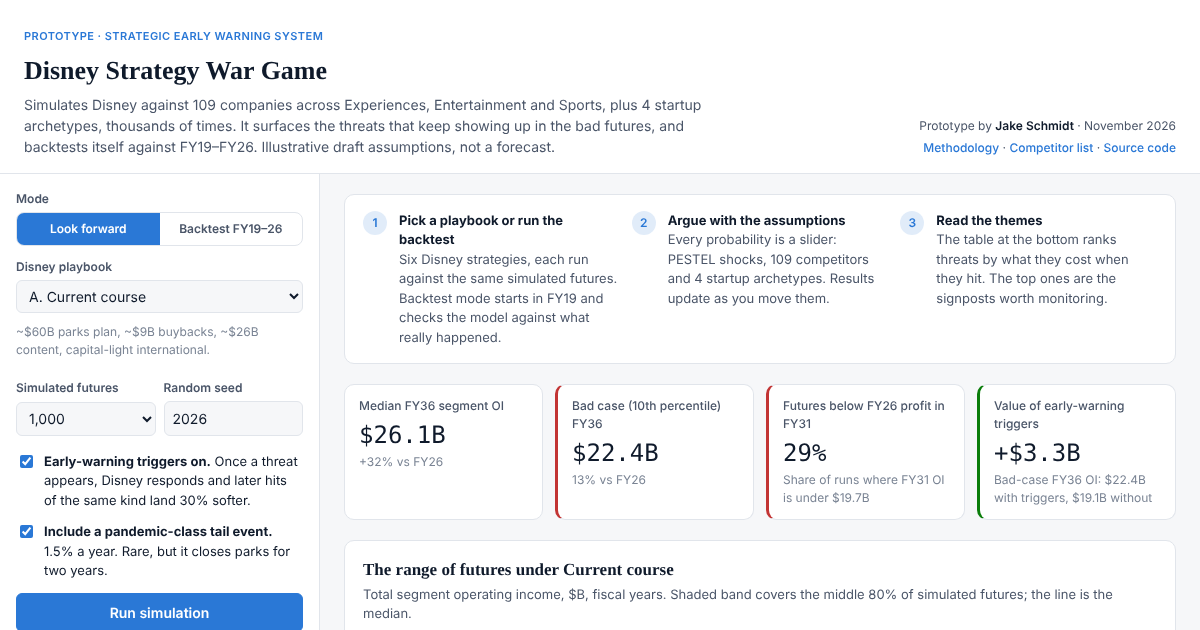 PROTOTYPE · STRATEGIC EARLY WARNING SYSTEM
Disney Strategy War Game
Simulates Disney against 109 companies across Experiences, Entertainment and Sports, plus 4 startup
archetypes, thousands of times. It surfaces the threats that keep showing up in the bad futures, and
backtests itself against FY19–FY26. Illustrative draft assumptions, not a forecast.
Prototype by Jake Schmidt · November 2026
Methodology · Competitor list · Source code
Mode
Look forward
Backtest FY19–26
Disney playbook
A. Current course
~$60B parks plan, ~$9B buybacks, ~$26B
content, capital-light international.
Simulated futures
Random seed
1,000
2026
Early-warning triggers on. Once a threat
appears, Disney responds and later hits
of the same kind land 30% softer.
Include a pandemic-class tail event.
1.5% a year. Rare, but it closes parks for
two years.
Run simulation
1
Pick a playbook or run the
backtest
Six Disney strategies, each run
against the same simulated futures.
Backtest mode starts in FY19 and
checks the model against what
really happened.
2
Argue with the assumptions
Every probability is a slider:
PESTEL shocks, 109 competitors
and 4 startup archetypes. Results
update as you move them.
3
Read the themes
The table at the bottom ranks
threats by what they cost when
they hit. The top ones are the
signposts worth monitoring.
Median FY36 segment OI
$26.1B
+32% vs FY26
Bad case (10th percentile)
FY36
$22.4B
13% vs FY26
Futures below FY26 profit in
FY31
29%
Share of runs where FY31 OI
is under $19.7B
Value of early-warning
triggers
+$3.3B
Bad-case FY36 OI: $22.4B
with triggers, $19.1B without
The range of futures under Current course
Total segment operating income, $B, fiscal years. Shaded band covers the middle 80% of simulated futures; the line is the
median.